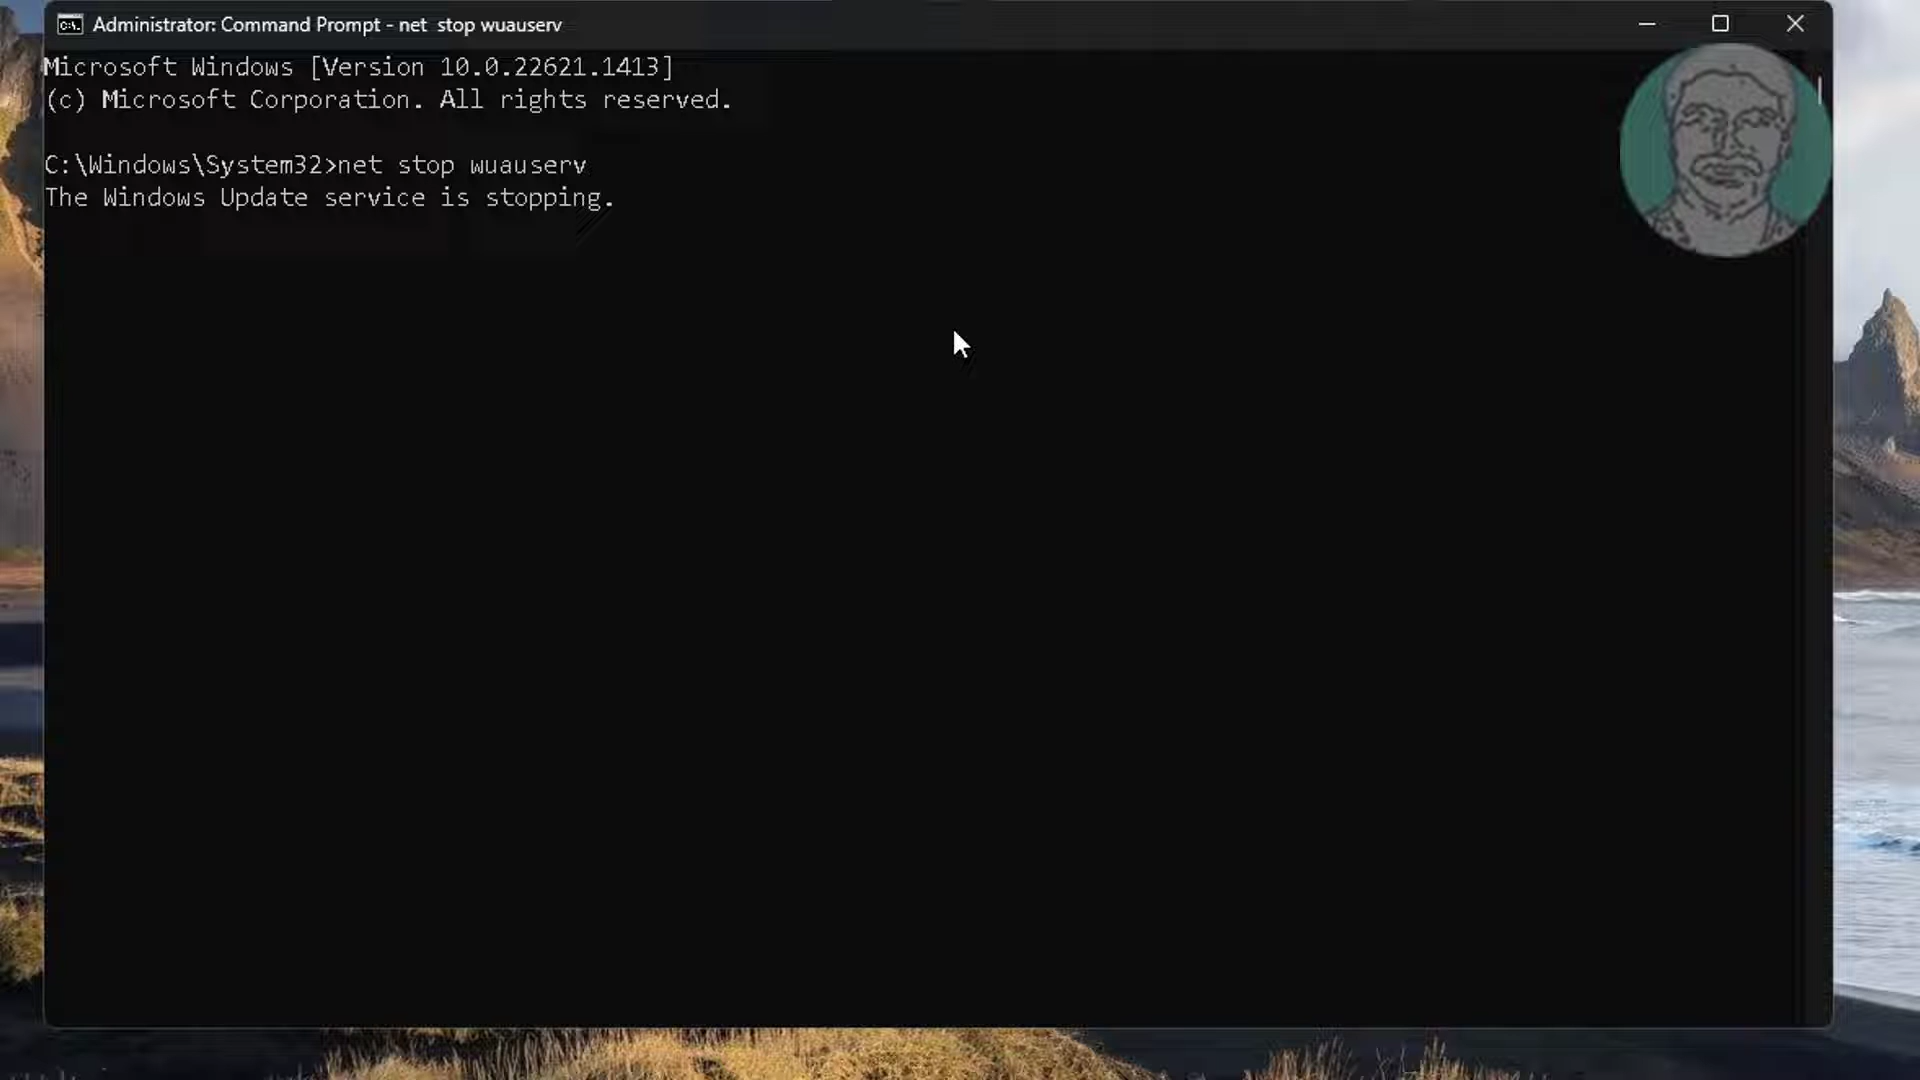 Administrator: Command Prompt - net  stop wuauserv
Microsoft Windows [Version 10.0.22621.1413]
(c) Microsoft Corporation. All rights reserved.
C:\Windows\System32>net stop wuauserv
The Windows Update service is stopping.